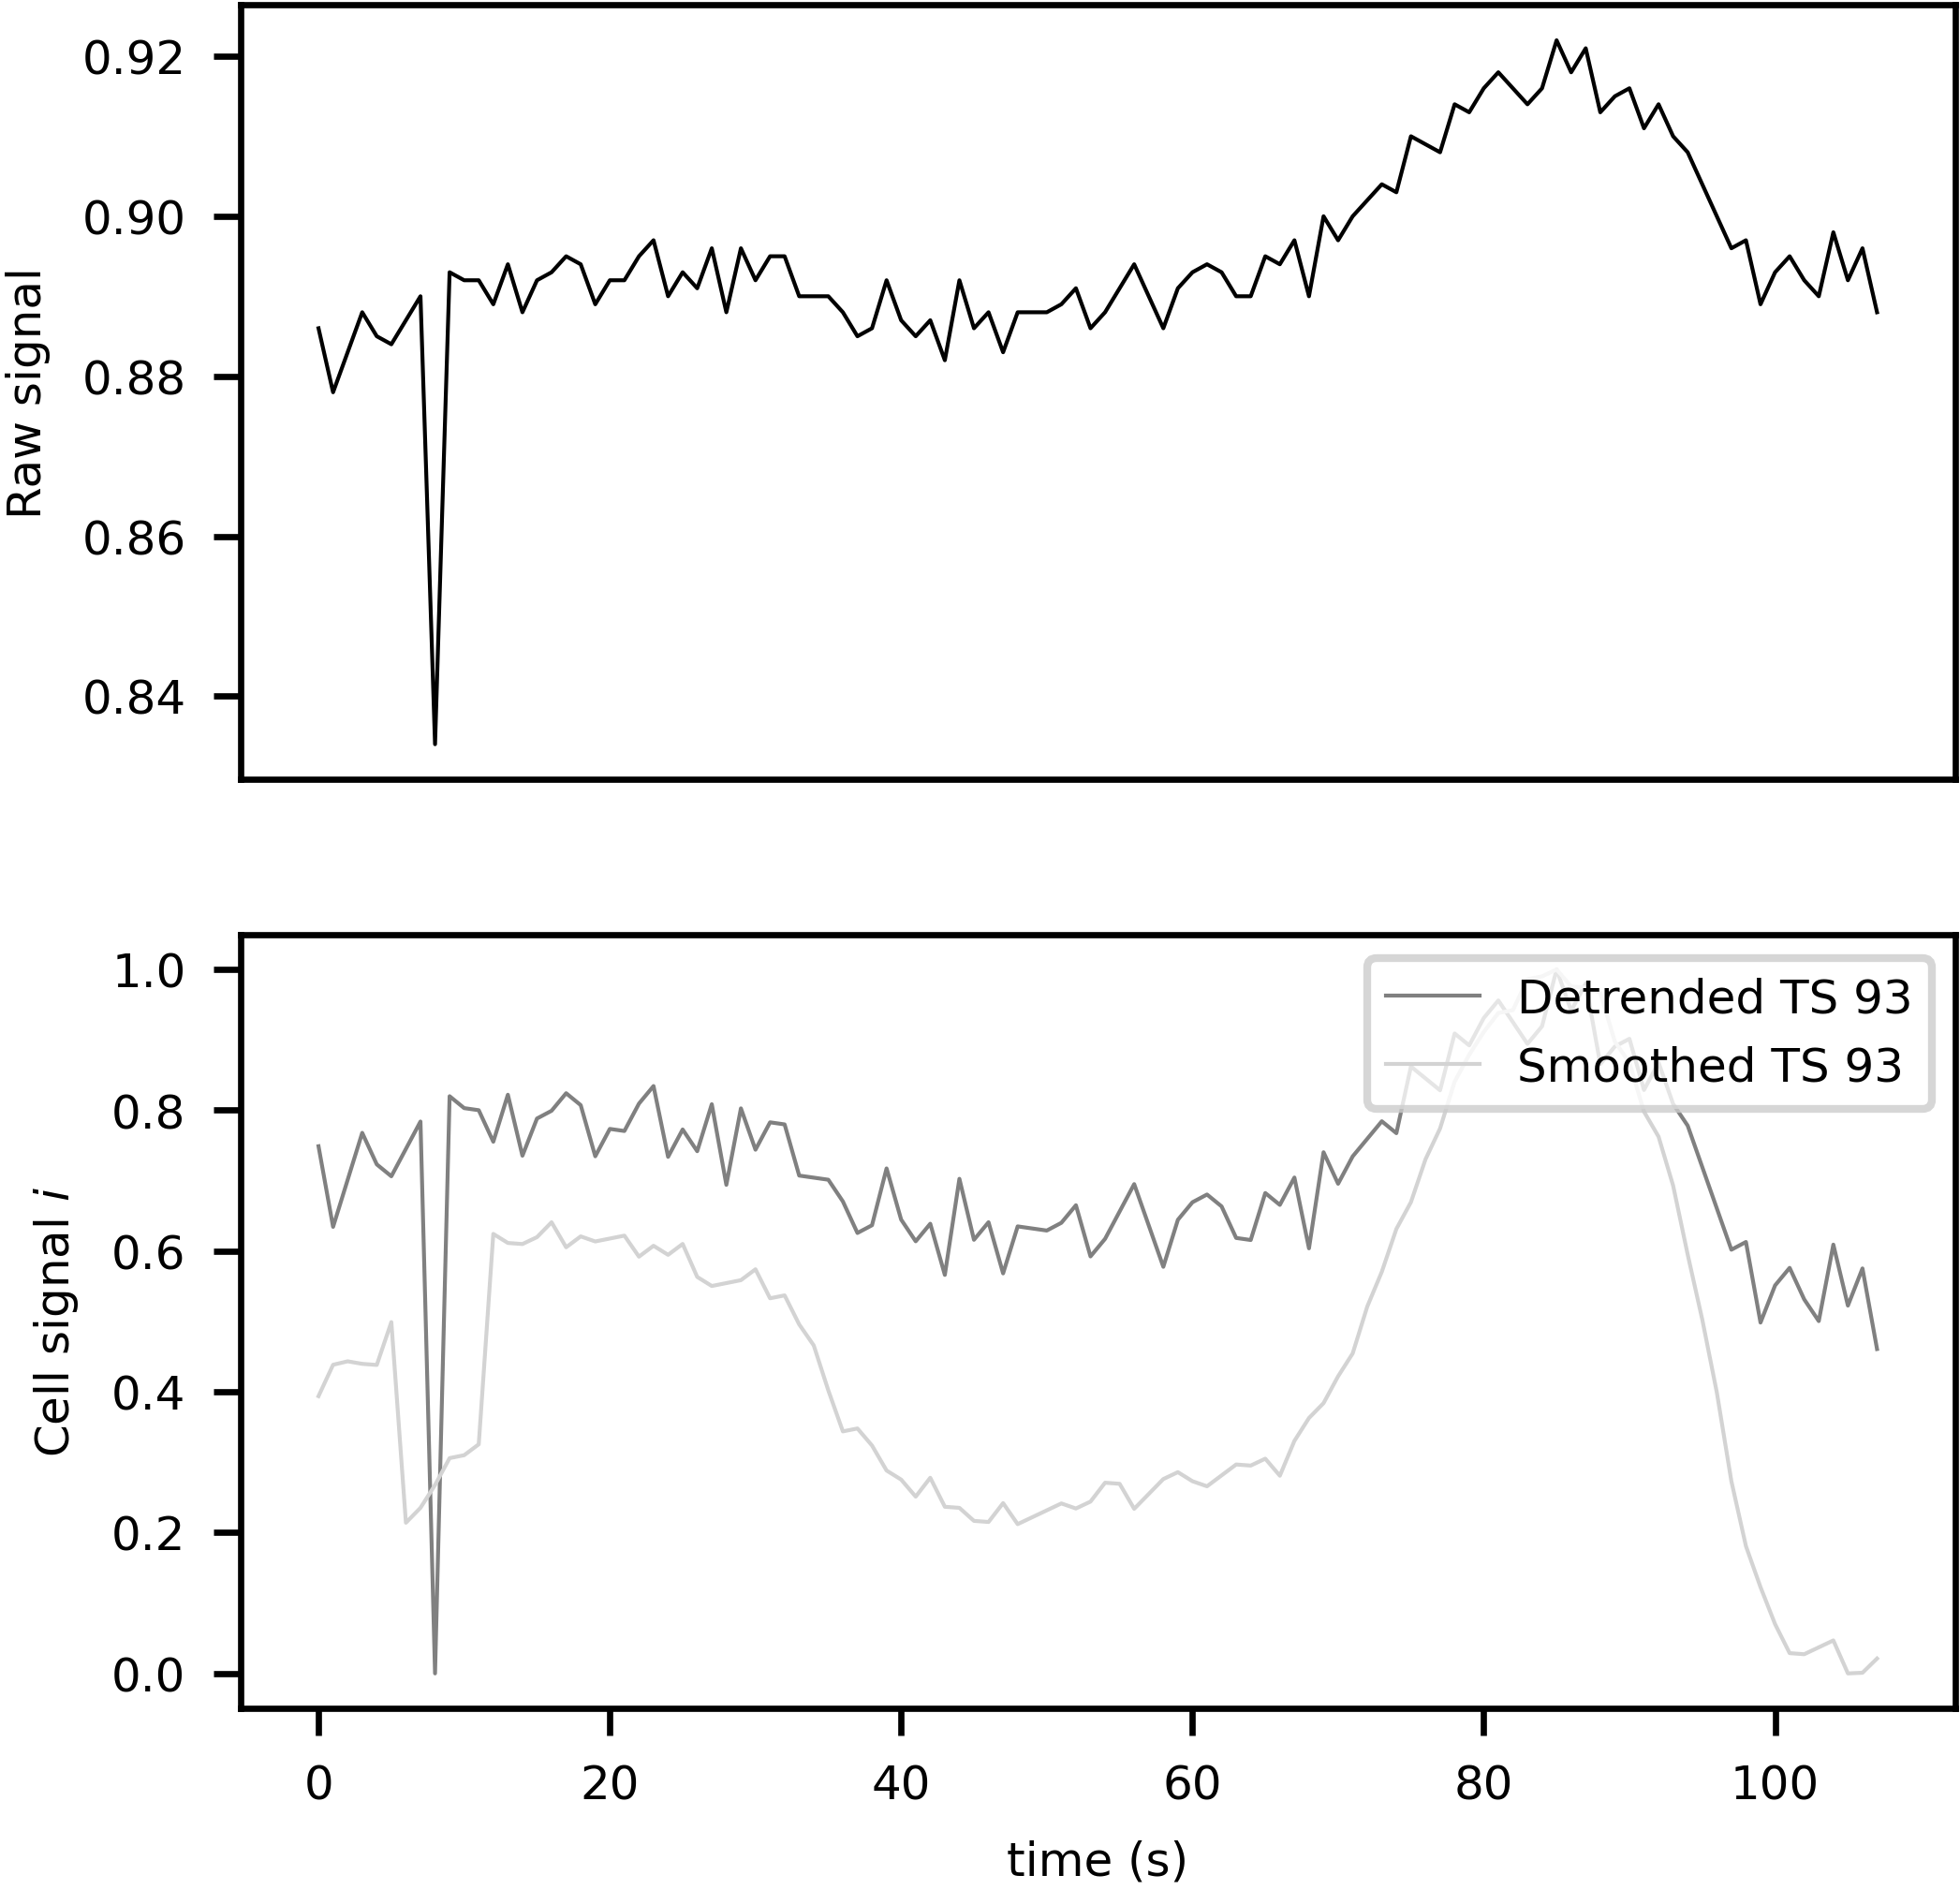 0.92
0.90
0.88
0.86
0.84
Raw signal
1.0
0.8
0.6
0.4
0.2
0.0
Cell signal i
Detrended TS 93
Smoothed TS 93
0 20 40 60 80 100
time (s)